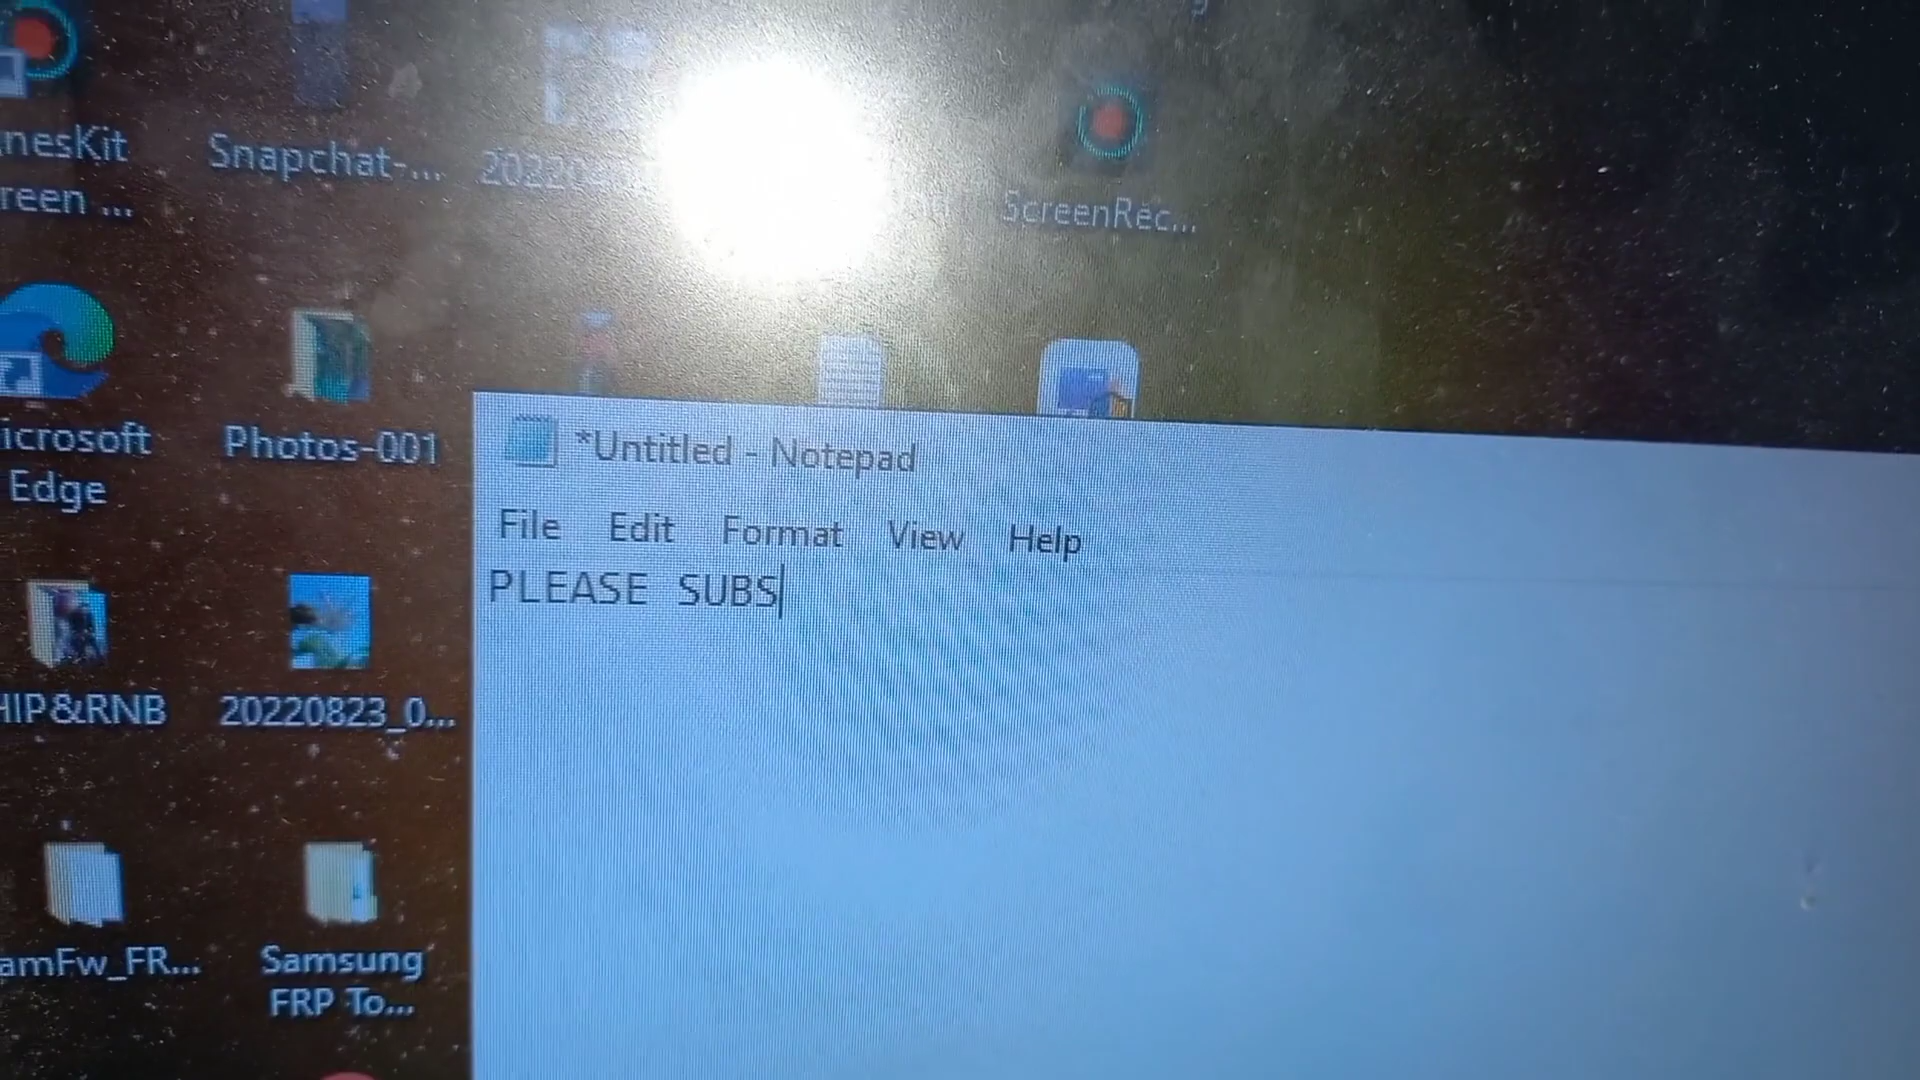 nesKit
reen ...
Snapchat-...
ScreenRec...
icrosoft
Edge
Photos-001
HIP&RNB
20220823_0...
amFw_FR...
Samsung
FRP To...
*Untitled - Notepad
File Edit Format View Help
PLEASE SUBS